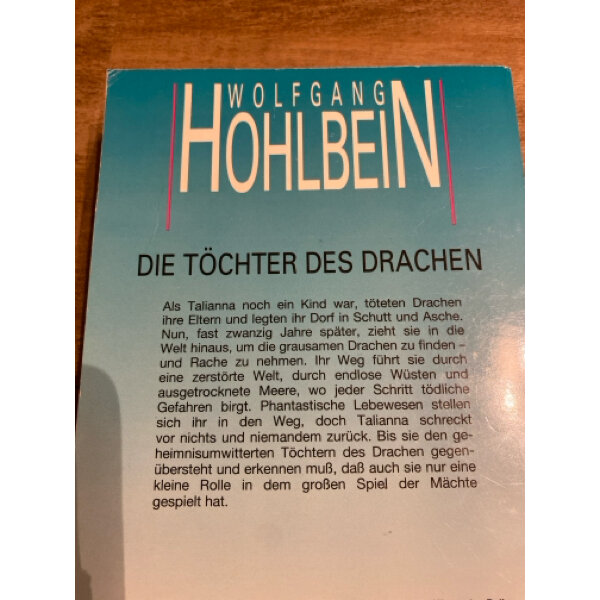 WOLFGANG
HOHLBEIN
DIE TÖCHTER DES DRACHEN
Als Talianna noch ein Kind war, töteten Drachen
ihre Eltern und legten ihr Dorf in Schutt und Asche.
Nun, fast zwanzig Jahre später, zieht sie in die
Welt hinaus, um die grausamen Drachen zu finden –
und Rache zu nehmen. Ihr Weg führt sie durch
eine zerstörte Welt, durch endlose Wüsten und
ausgetrocknete Meere, wo jeder Schritt tödliche
Gefahren birgt. Phantastische Lebewesen stellen
sich ihr in den Weg, doch Talianna schreckt
vor nichts und niemandem zurück. Bis sie den ge-
heimnisumwitterten Töchtern des Drachen gegen-
übersteht und erkennen muß, daß auch sie nur eine
kleine Rolle in dem großen Spiel der Mächte
gespielt hat.